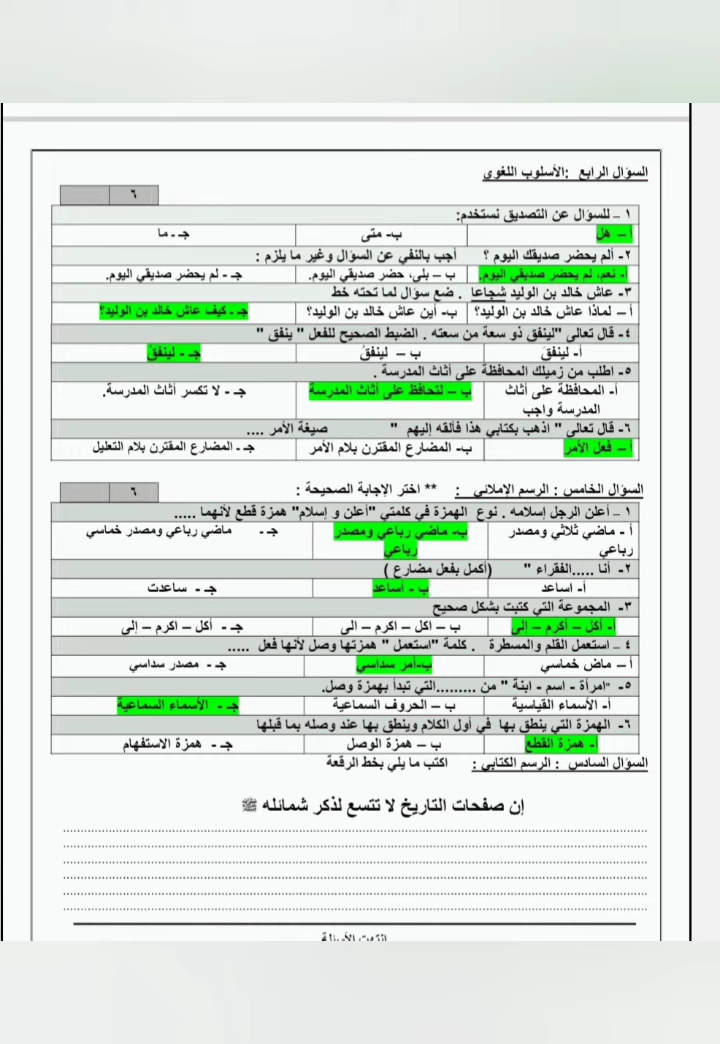 السؤال الرابع :الأسلوب اللغوي
٦
١ – للسؤال عن التصديق نستخدم:
أ – هل ب- متى جـ - ما
٢- ألم يحضر صديقك اليوم ؟ أجب بالنفي عن السؤال وغير ما يلزم :
أ- نعم، لم يحضر صديقي اليوم. ب – بلى، حضر صديقي اليوم. جـ - لم يحضر صديقي اليوم.
٣- عاش خالد بن الوليد شجاعا . ضع سؤال لما تحته خط
أ – لماذا عاش خالد بن الوليد؟ ب- أين عاش خالد بن الوليد؟ جـ - كيف عاش خالد بن الوليد؟
٤- قال تعالى "لينفق ذو سعة من سعته . الضبط الصحيح للفعل " ينفق "
أ- لينفقَ ب – لينفقُ جـ - لينفقْ
٥- اطلب من زميلك المحافظة على أثاث المدرسة .
أ- المحافظة على أثاث المدرسة واجب ب – لتحافظ على أثاث المدرسة جـ - لا تكسر أثاث المدرسة.
٦- قال تعالى " اذهب بكتابي هذا فألقه إليهم " صيغة الأمر ....
أ – فعل الأمر ب- المضارع المقترن بلام الأمر جـ - المضارع المقترن بلام التعليل
السؤال الخامس : الرسم الإملائي : ** اختر الإجابة الصحيحة :
٦
١ – أعلن الرجل إسلامه . نوع الهمزة في كلمتي "أعلن و إسلام" همزة قطع لأنهما .....
أ - ماضي ثلاثي ومصدر رباعي ب- ماضي رباعي ومصدر رباعي جـ - ماضي رباعي ومصدر خماسي
٢- أنا .....الفقراء " (أكمل بفعل مضارع )
أ- اساعد ب - أساعد جـ - ساعدت
٣- المجموعة التي كتبت بشكل صحيح
أ- أكل – أكرم – إلى ب – اكل – اكرم – الى جـ - أكل – اكرم – إلى
٤ – استعمل القلم والمسطرة . كلمة "استعمل " همزتها وصل لأنها فعل .....
أ – ماض خماسي ب-أمر سداسي جـ - مصدر سداسي
٥- "امرأة - اسم - ابنة " من .........التي تبدأ بهمزة وصل.
أ- الأسماء القياسية ب – الحروف السماعية جـ - الأسماء السماعية
٦- الهمزة التي ينطق بها في أول الكلام وينطق بها عند وصله بما قبلها
أ- همزة القطع ب – همزة الوصل جـ - همزة الاستفهام
السؤال السادس : الرسم الكتابي : اكتب ما يلي بخط الرقعة
إن صفحات التاريخ لا تتسع لذكر شمائله ﷺ
انتهت الأسئلة